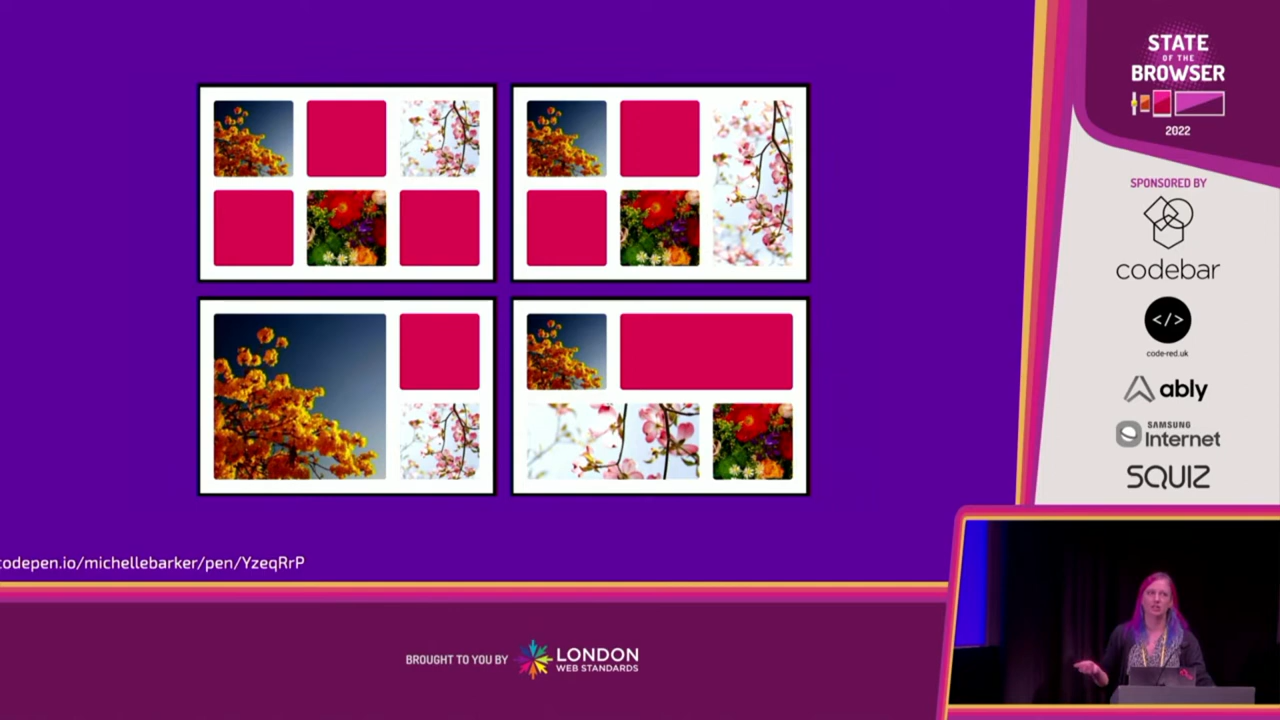 STATE
OF THE
BROWSER
2022
SPONSORED BY
codebar
</>
code-red.uk
ably
SAMSUNG
Internet
SQUIZ
codepen.io/michellebarker/pen/YzeqRrP
BROUGHT TO YOU BY
LONDON
WEB STANDARDS